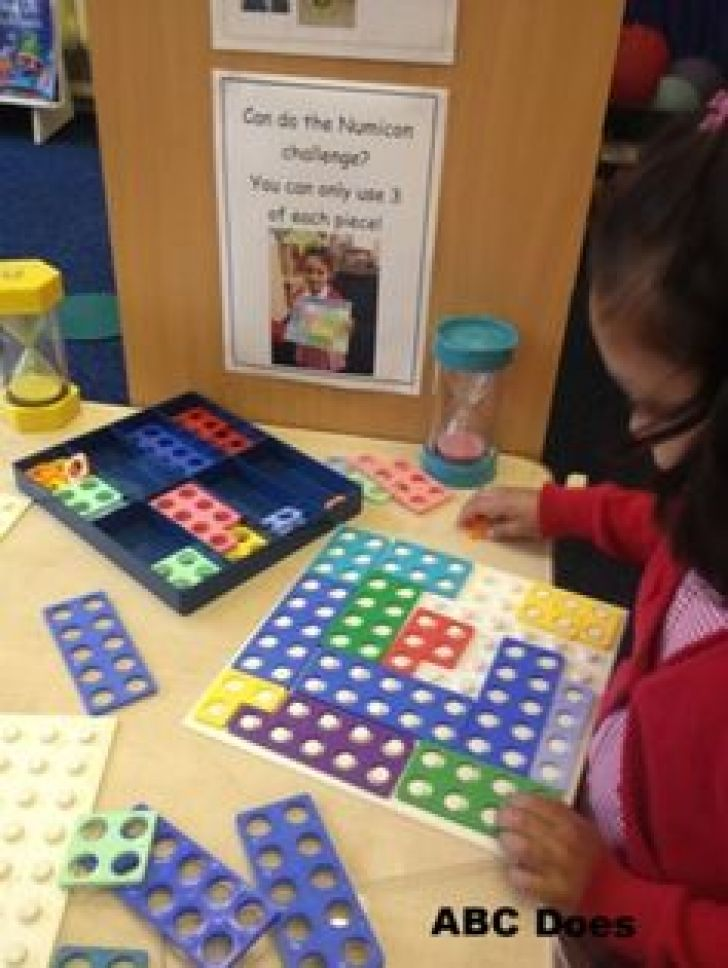 Can do the Numicon
challenge?
You can only use 3
of each piece!
ABC Does